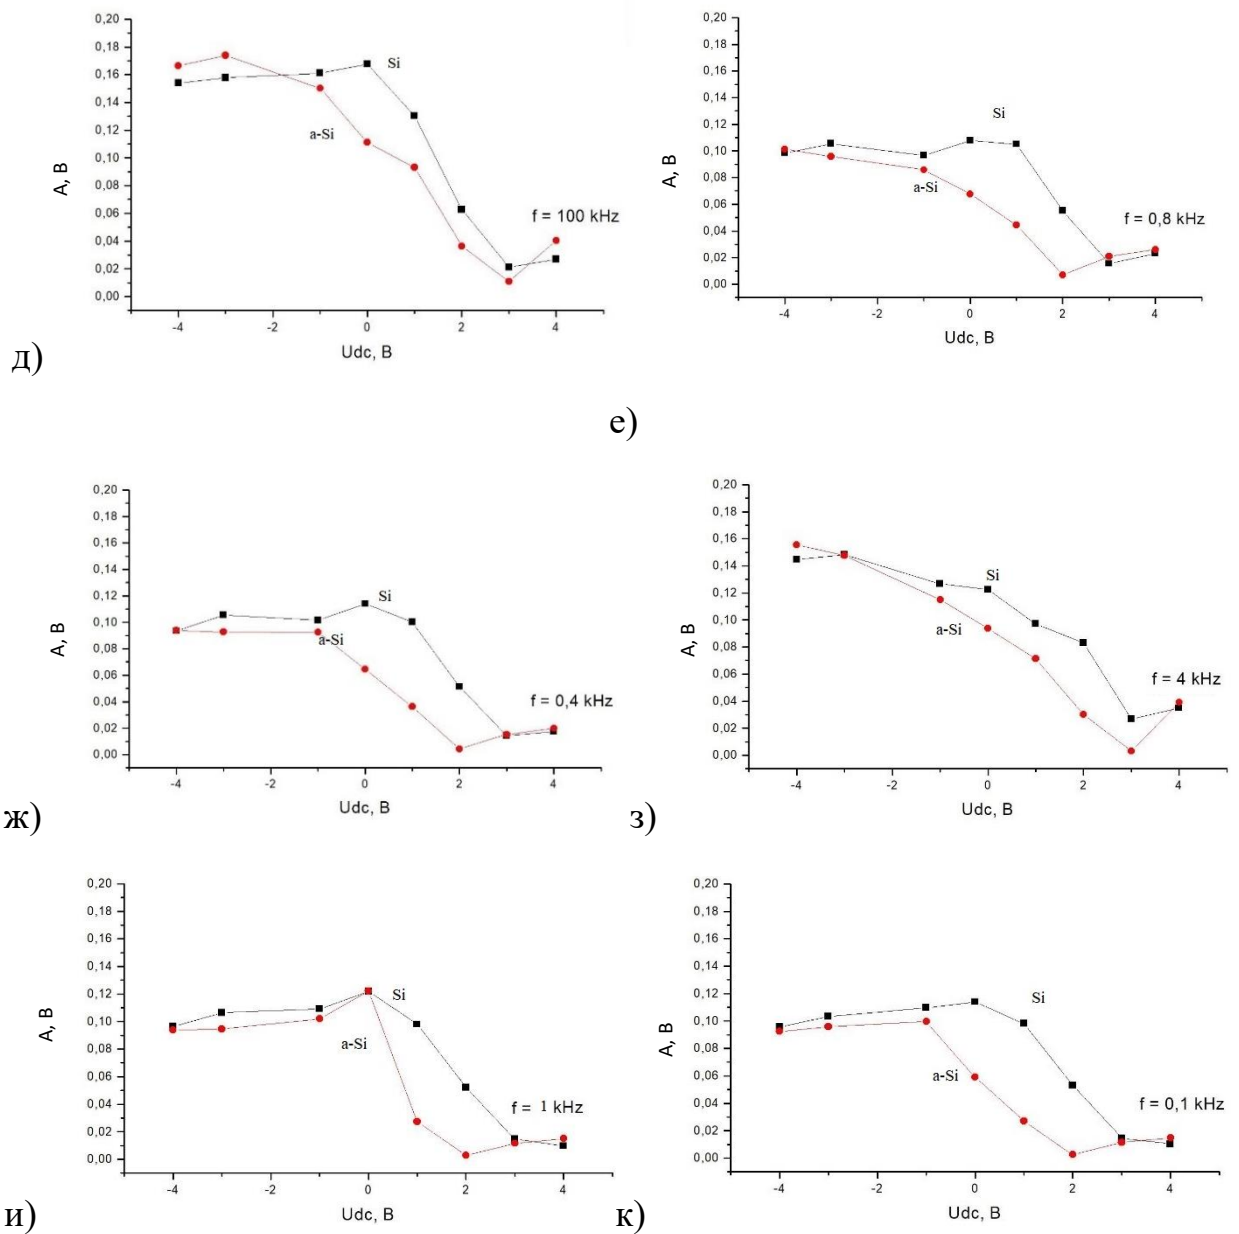 0,20
0,18
0,16
0,14
0,12
0,10
0,08
0,06
0,04
0,02
0,00
A, B
Si
a-Si
f = 100 kHz
-4 -2 0 2 4
Udc, B
д)
0,20
0,18
0,16
0,14
0,12
0,10
0,08
0,06
0,04
0,02
0,00
A, B
Si
a-Si
f = 0,8 kHz
-4 -2 0 2 4
Udc, B
е)
0,20
0,18
0,16
0,14
0,12
0,10
0,08
0,06
0,04
0,02
0,00
A, B
Si
a-Si
f = 0,4 kHz
-4 -2 0 2 4
Udc, B
ж)
0,20
0,18
0,16
0,14
0,12
0,10
0,08
0,06
0,04
0,02
0,00
A, B
Si
a-Si
f = 4 kHz
-4 -2 0 2 4
Udc, B
з)
0,20
0,18
0,16
0,14
0,12
0,10
0,08
0,06
0,04
0,02
0,00
A, B
Si
a-Si
f = 1 kHz
-4 -2 0 2 4
Udc, B
и)
0,20
0,18
0,16
0,14
0,12
0,10
0,08
0,06
0,04
0,02
0,00
A, B
Si
a-Si
f = 0,1 kHz
-4 -2 0 2 4
Udc, B
к)